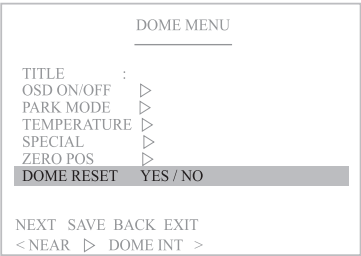 DOME MENU
TITLE :
OSD ON/OFF ▷
PARK MODE ▷
TEMPERATURE ▷
SPECIAL ▷
ZERO POS ▷
DOME RESET YES / NO
NEXT SAVE BACK EXIT
< NEAR ▷ DOME INT >